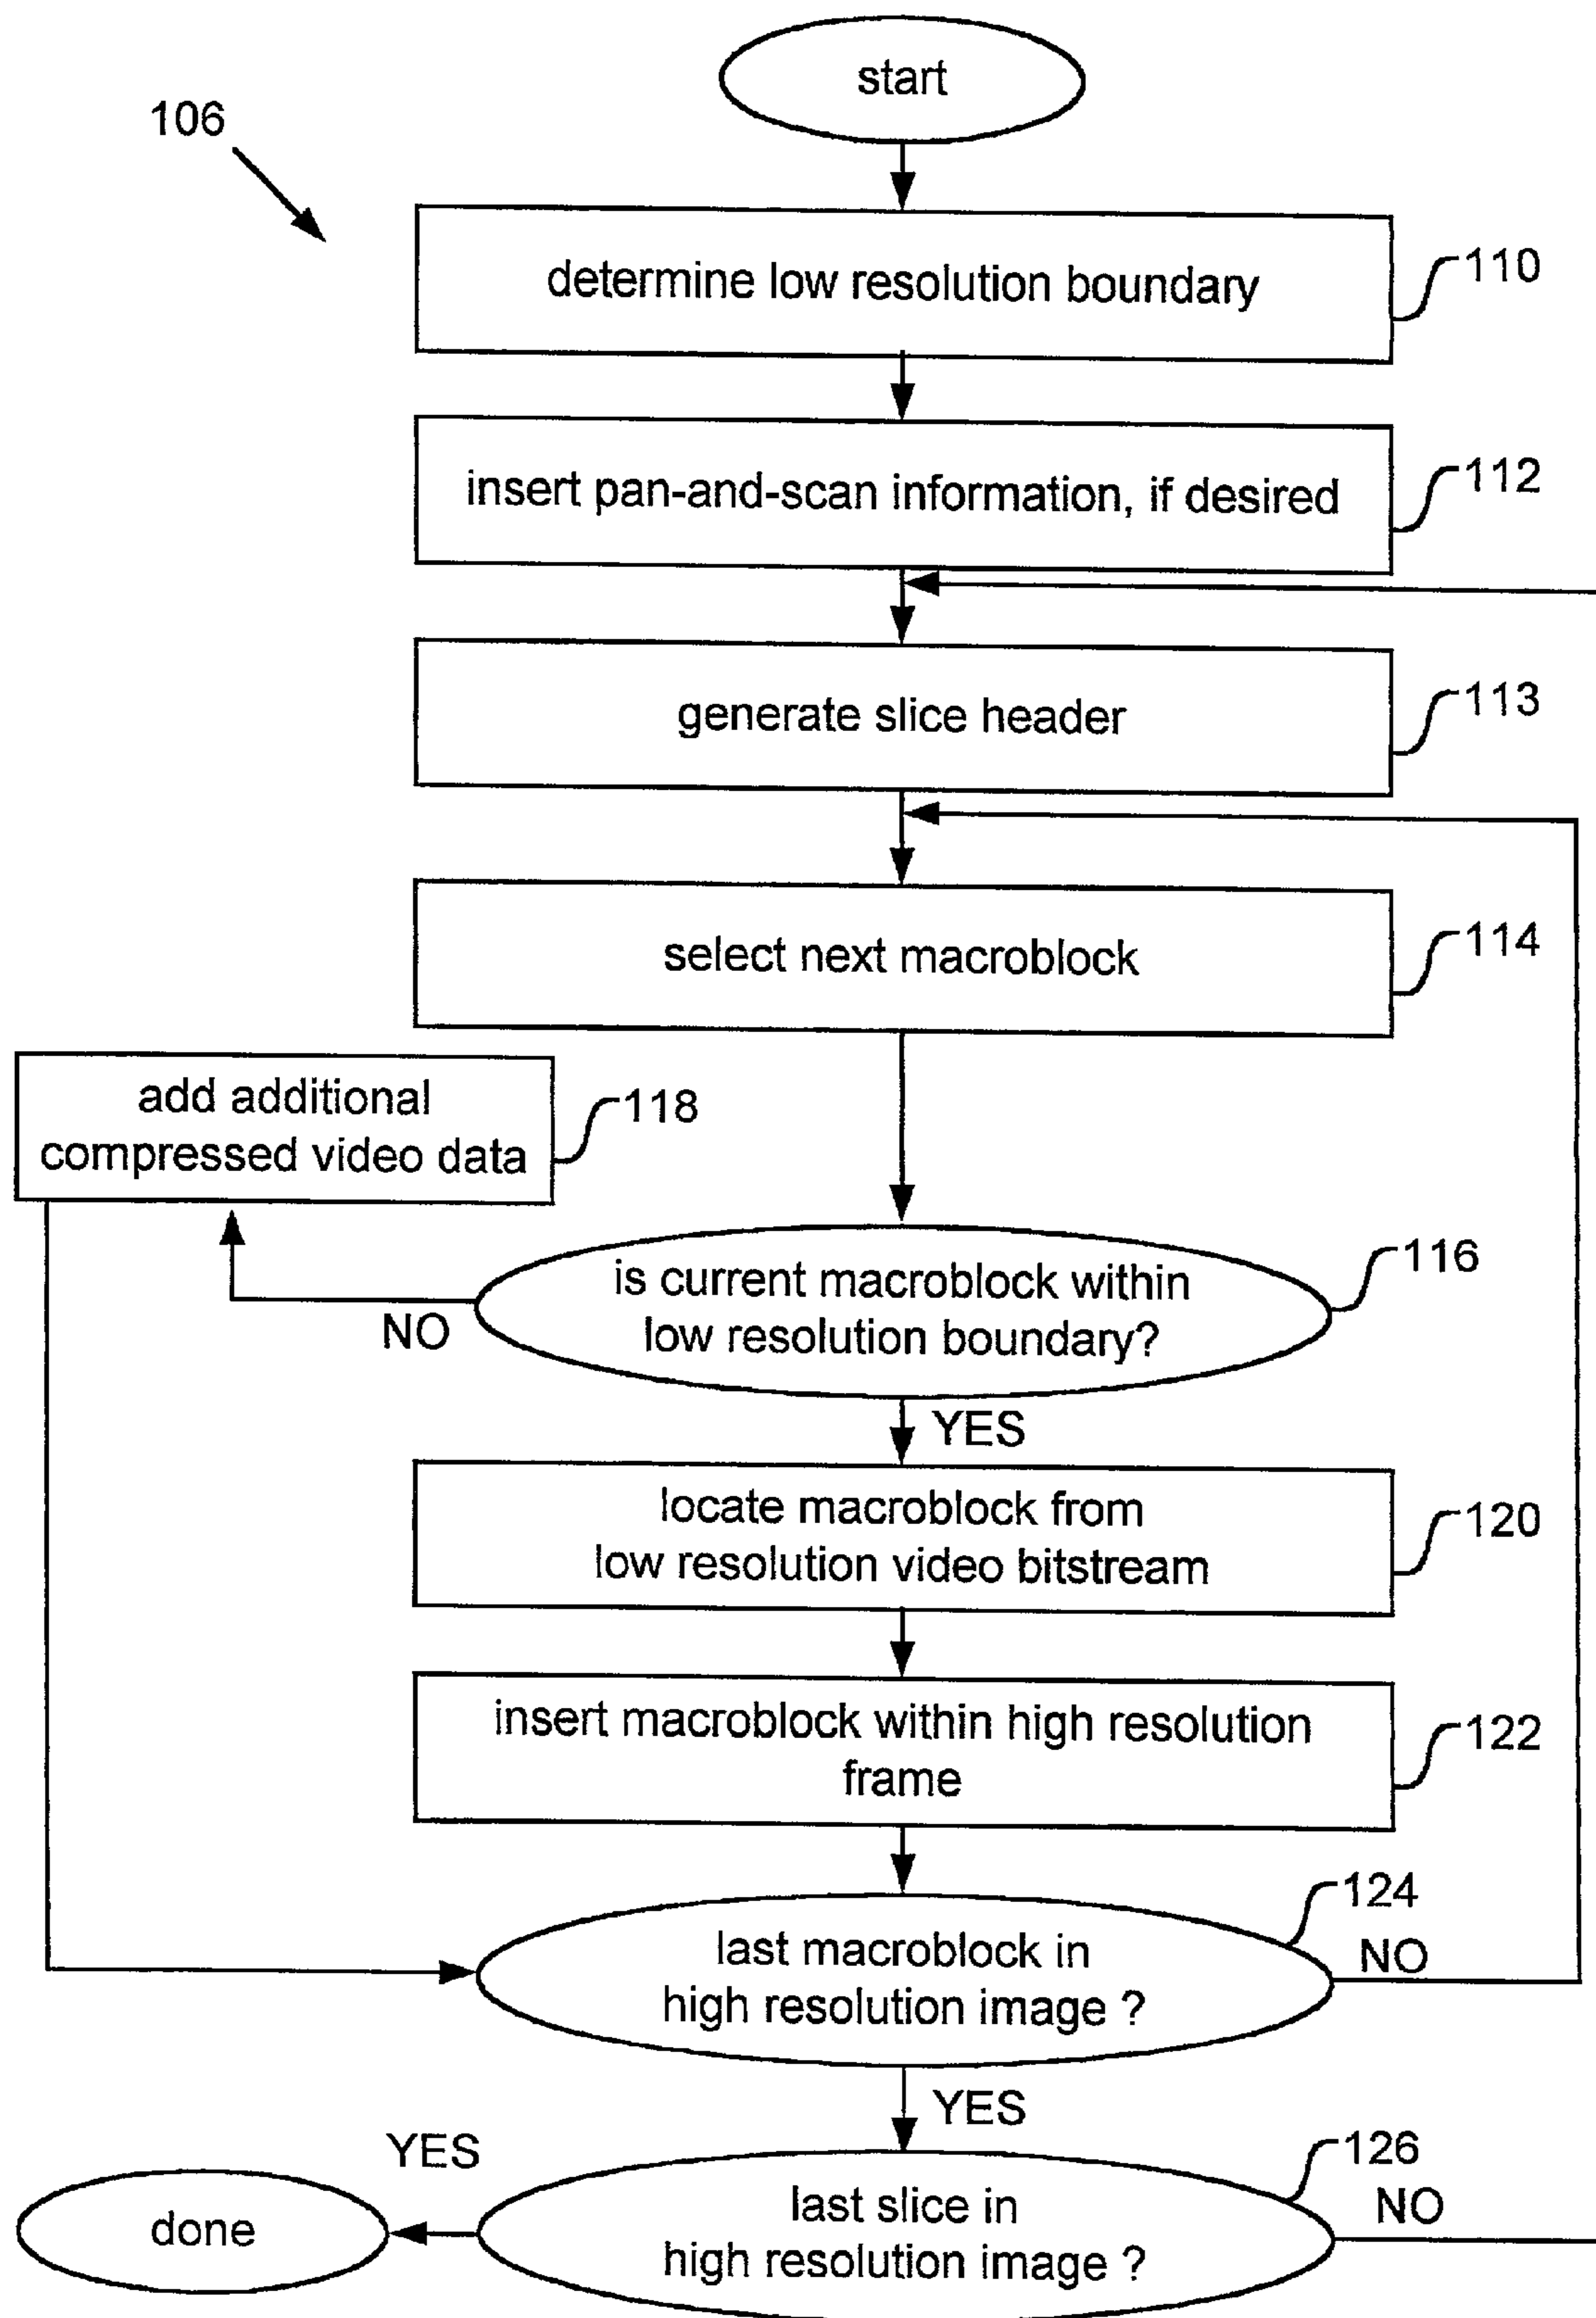 start
106
determine low resolution boundary
110
insert pan-and-scan information, if desired
112
generate slice header
113
select next macroblock
114
add additional
compressed video data
118
is current macroblock within
low resolution boundary?
116
NO
YES
locate macroblock from
low resolution video bitstream
120
insert macroblock within high resolution
frame
122
last macroblock in
high resolution image ?
124
NO
YES
last slice in
high resolution image ?
126
NO
YES
done